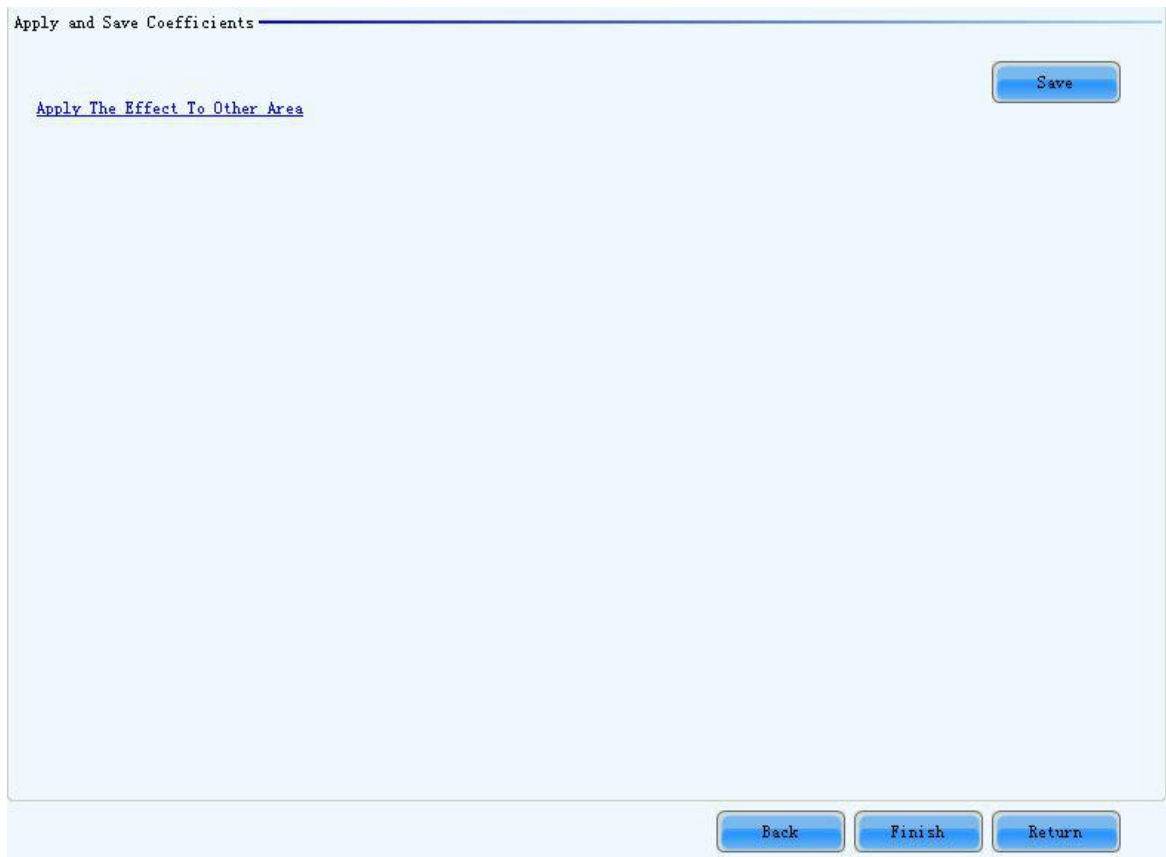 Apply and Save Coefficients
Save
Apply The Effect To Other Area
Back Finish Return